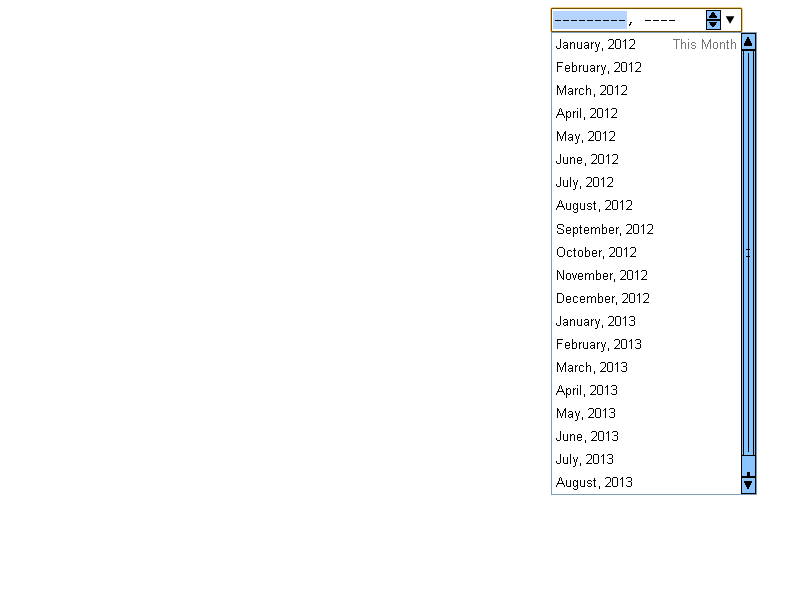 ---------, ----
January, 2012 This Month
February, 2012
March, 2012
April, 2012
May, 2012
June, 2012
July, 2012
August, 2012
September, 2012
October, 2012
November, 2012
December, 2012
January, 2013
February, 2013
March, 2013
April, 2013
May, 2013
June, 2013
July, 2013
August, 2013